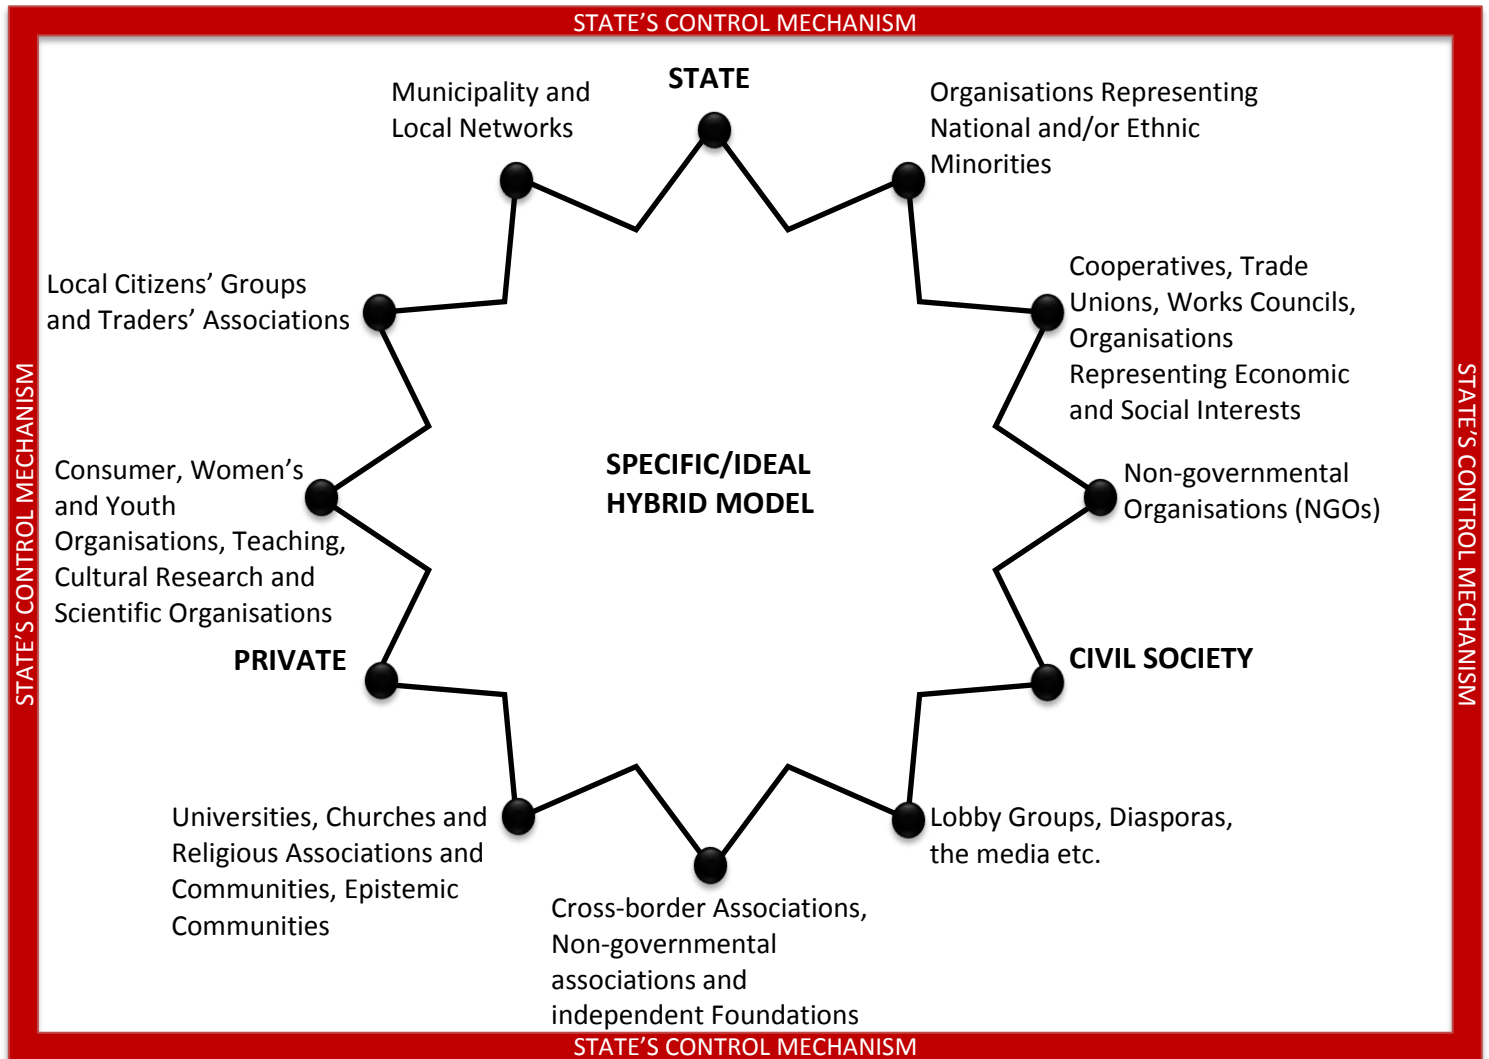 STATE’S CONTROL MECHANISM
STATE
Municipality and
Local Networks
Organisations Representing
National and/or Ethnic
Minorities
Local Citizens’ Groups
and Traders’ Associations
Cooperatives, Trade
Unions, Works Councils,
Organisations
Representing Economic
and Social Interests
STATE’S CONTROL MECHANISM
STATE’S CONTROL MECHANISM
Consumer, Women’s
and Youth
Organisations, Teaching,
Cultural Research and
Scientific Organisations
SPECIFIC/IDEAL
HYBRID MODEL
Non-governmental
Organisations (NGOs)
PRIVATE
CIVIL SOCIETY
Universities, Churches and
Religious Associations and
Communities, Epistemic
Communities
Lobby Groups, Diasporas,
the media etc.
Cross-border Associations,
Non-governmental
associations and
independent Foundations
STATE’S CONTROL MECHANISM